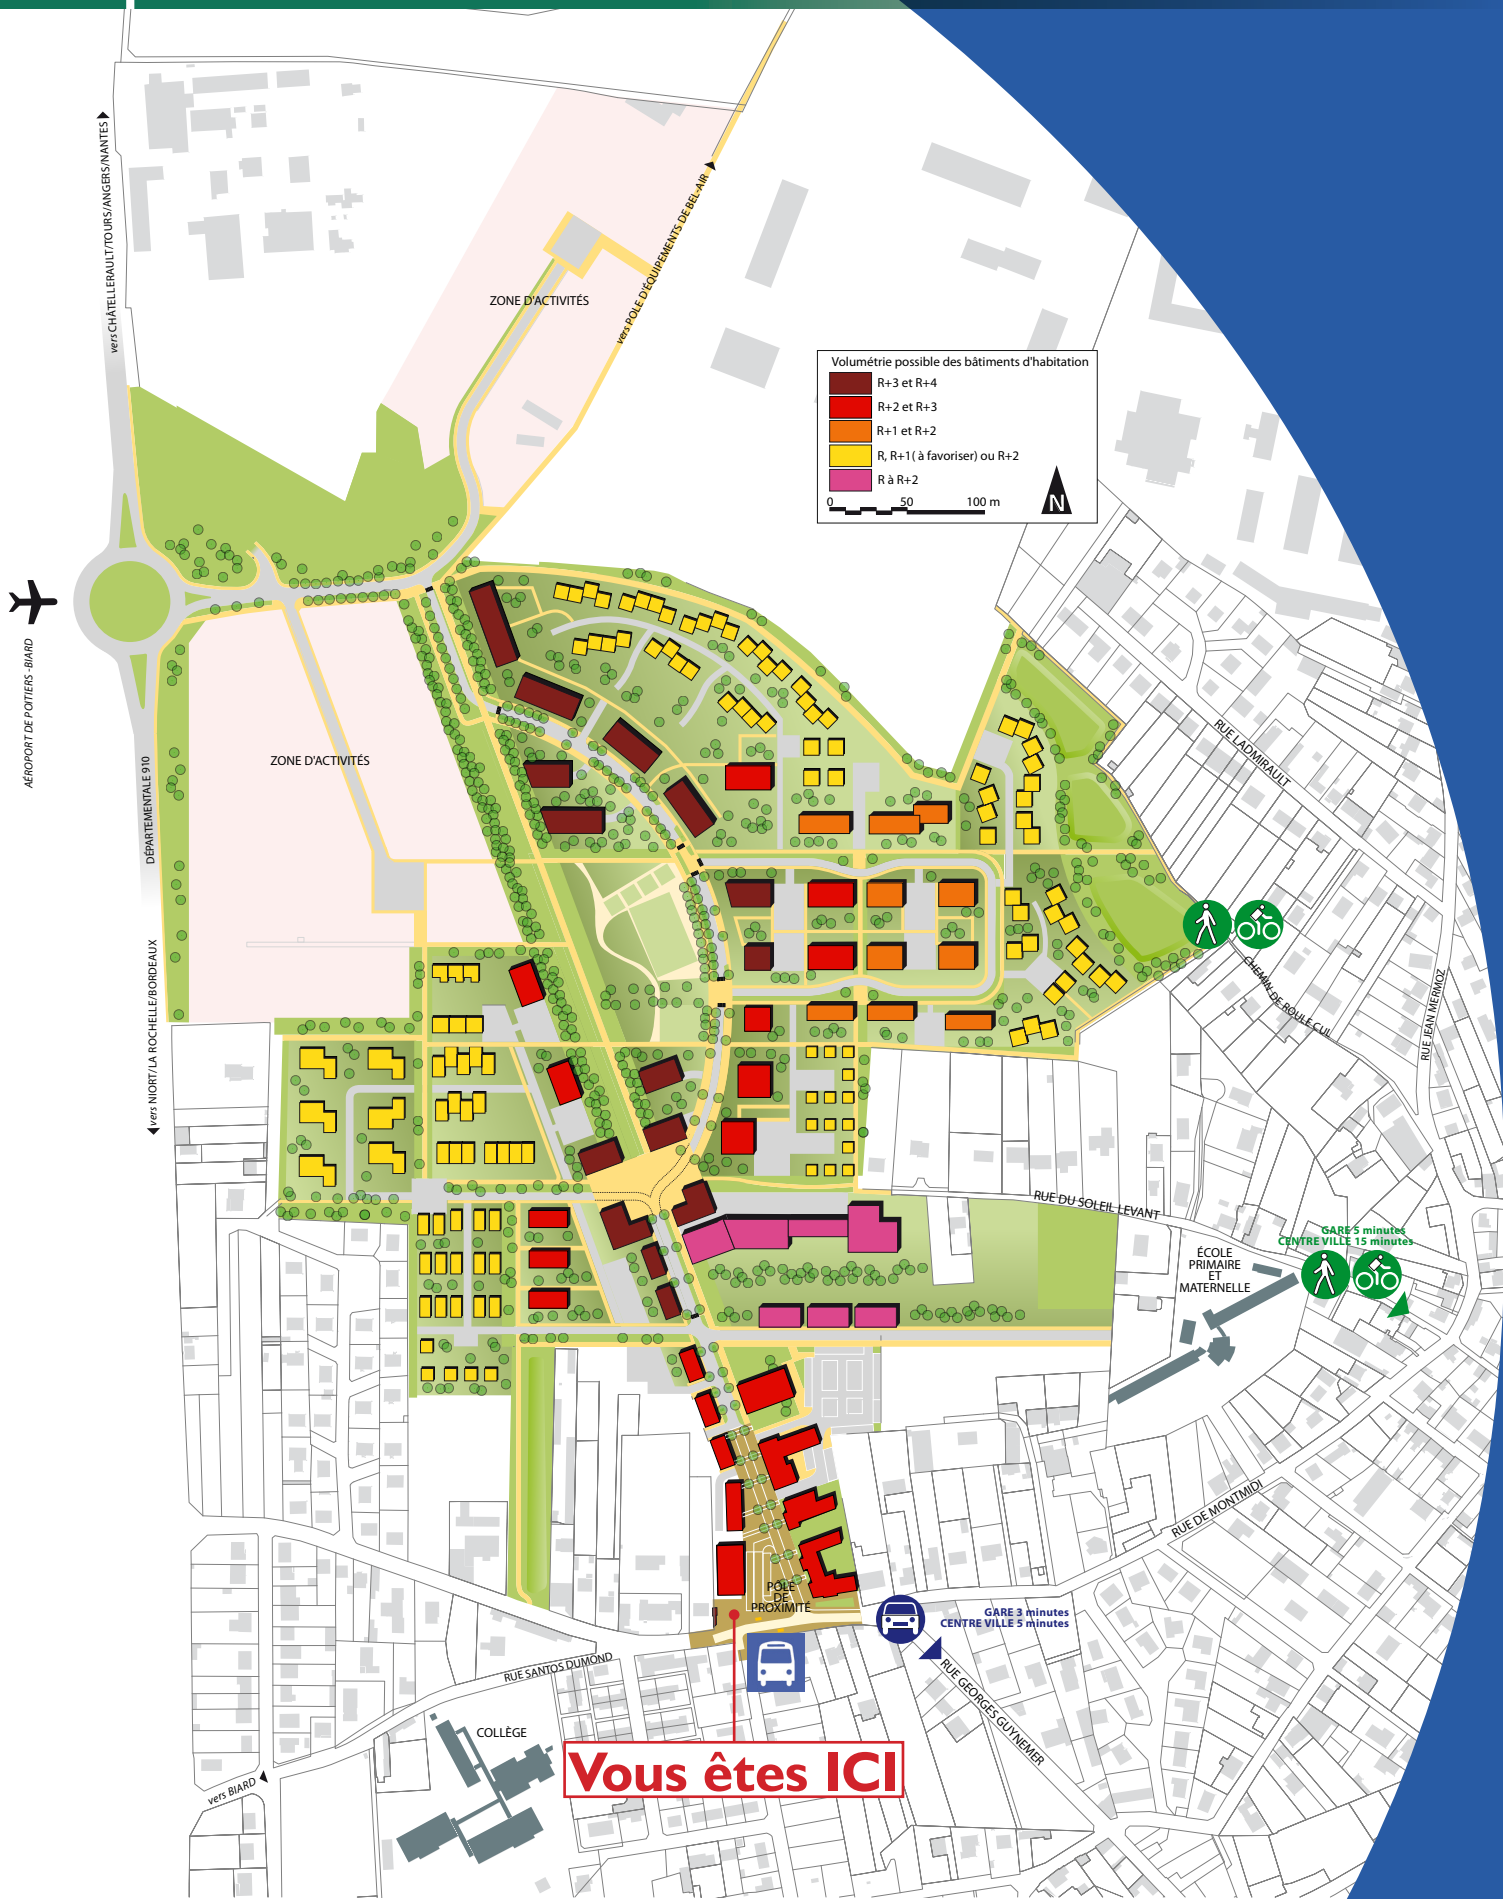 vers CHÂTELLERAULT/TOURS/ANGERS/NANTES
ZONE D'ACTIVITÉS
vers POLE D'ÉQUIPEMENTS DE BEL-AIR
Volumétrie possible des bâtiments d'habitation
R+3 et R+4
R+2 et R+3
R+1 et R+2
R, R+1( à favoriser) ou R+2
R à R+2
0 50 100 m
N
AÉROPORT DE POITIERS -BIARD
DÉPARTEMENTALE 910
ZONE D'ACTIVITÉS
RUE LADMIRAULT
vers NIORT/LA ROCHELLE/BORDEAUX
CHEMIN DE ROULE CUL
RUE JEAN MERMOZ
RUE DU SOLEIL LEVANT
GARE 5 minutes
CENTRE VILLE 15 minutes
ÉCOLE
PRIMAIRE
ET
MATERNELLE
RUE DE MONTMIDI
PÔLE
DE
PROXIMITÉ
GARE 3 minutes
CENTRE VILLE 5 minutes
RUE SANTOS DUMOND
RUE GEORGES GUYNEMER
COLLÈGE
Vous êtes ICI
vers BIARD